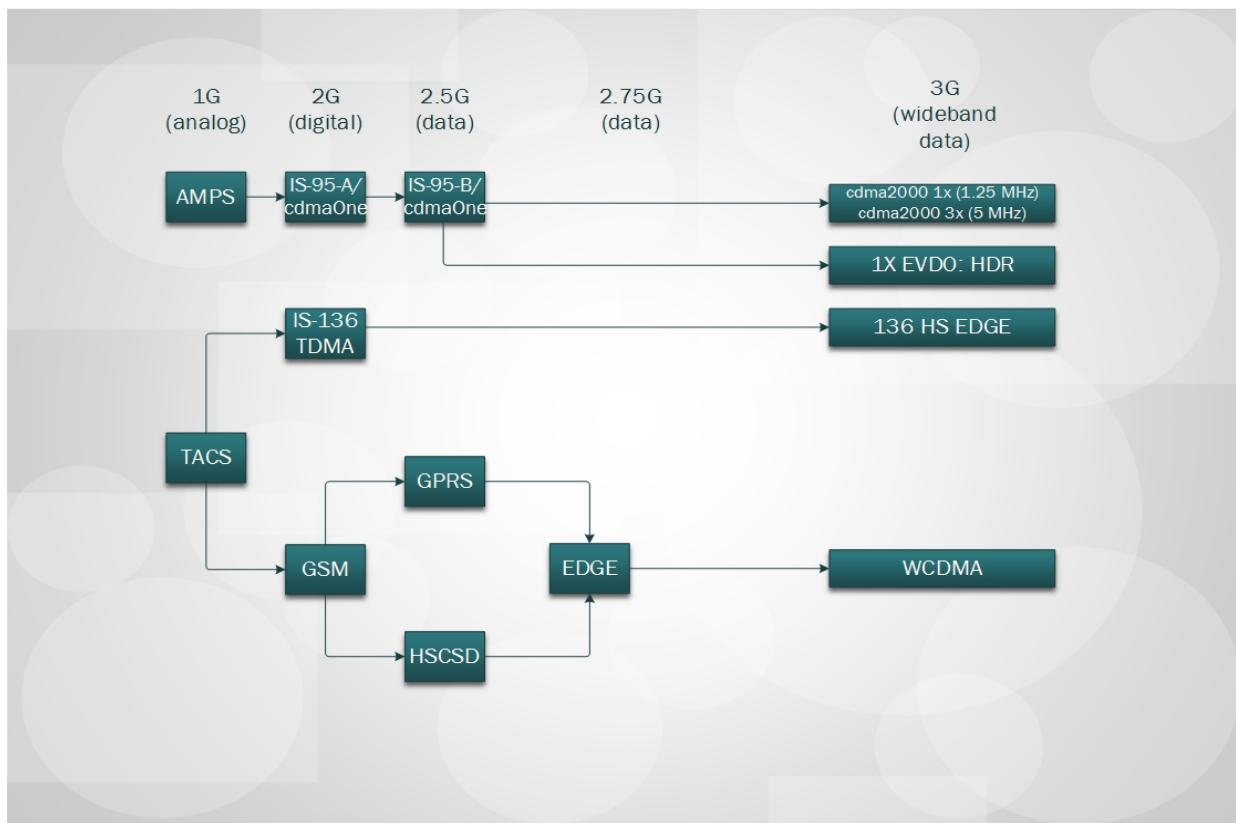 1G
(analog)
2G
(digital)
2.5G
(data)
2.75G
(data)
3G
(wideband
data)
AMPS
IS-95-A/
cdmaOne
IS-95-B/
cdmaOne
cdma2000 1x (1.25 MHz)
cdma2000 3x (5 MHz)
1X EVDO: HDR
IS-136
TDMA
136 HS EDGE
TACS
GPRS
GSM
EDGE
WCDMA
HSCSD